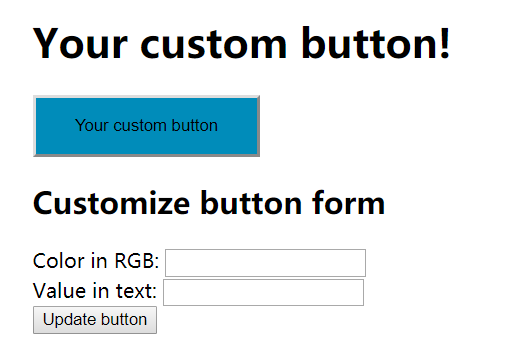 Your custom button!
Your custom button
Customize button form
Color in RGB:
Value in text:
Update button